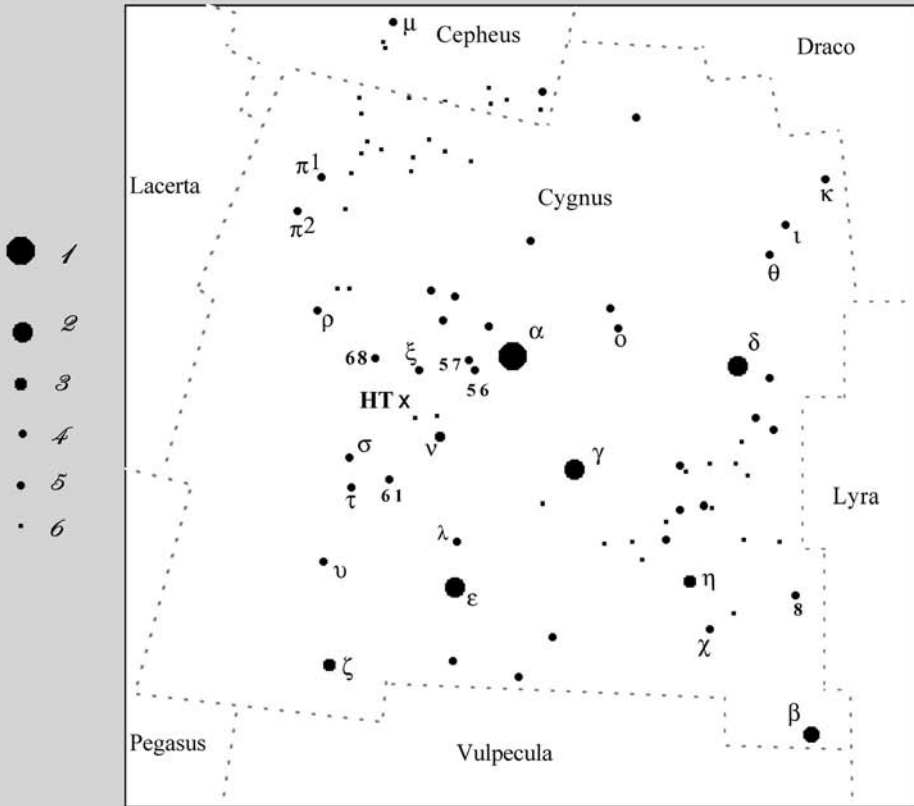 μ
Cepheus
Draco
π1
Lacerta
κ
Cygnus
π2
ι
θ
1
ρ
α
ο
2
68
ξ
57
δ
3
56
HT x
4
ν
σ
γ
5
τ
61
Lyra
6
λ
υ
η
ε
8
χ
ζ
β
Pegasus
Vulpecula